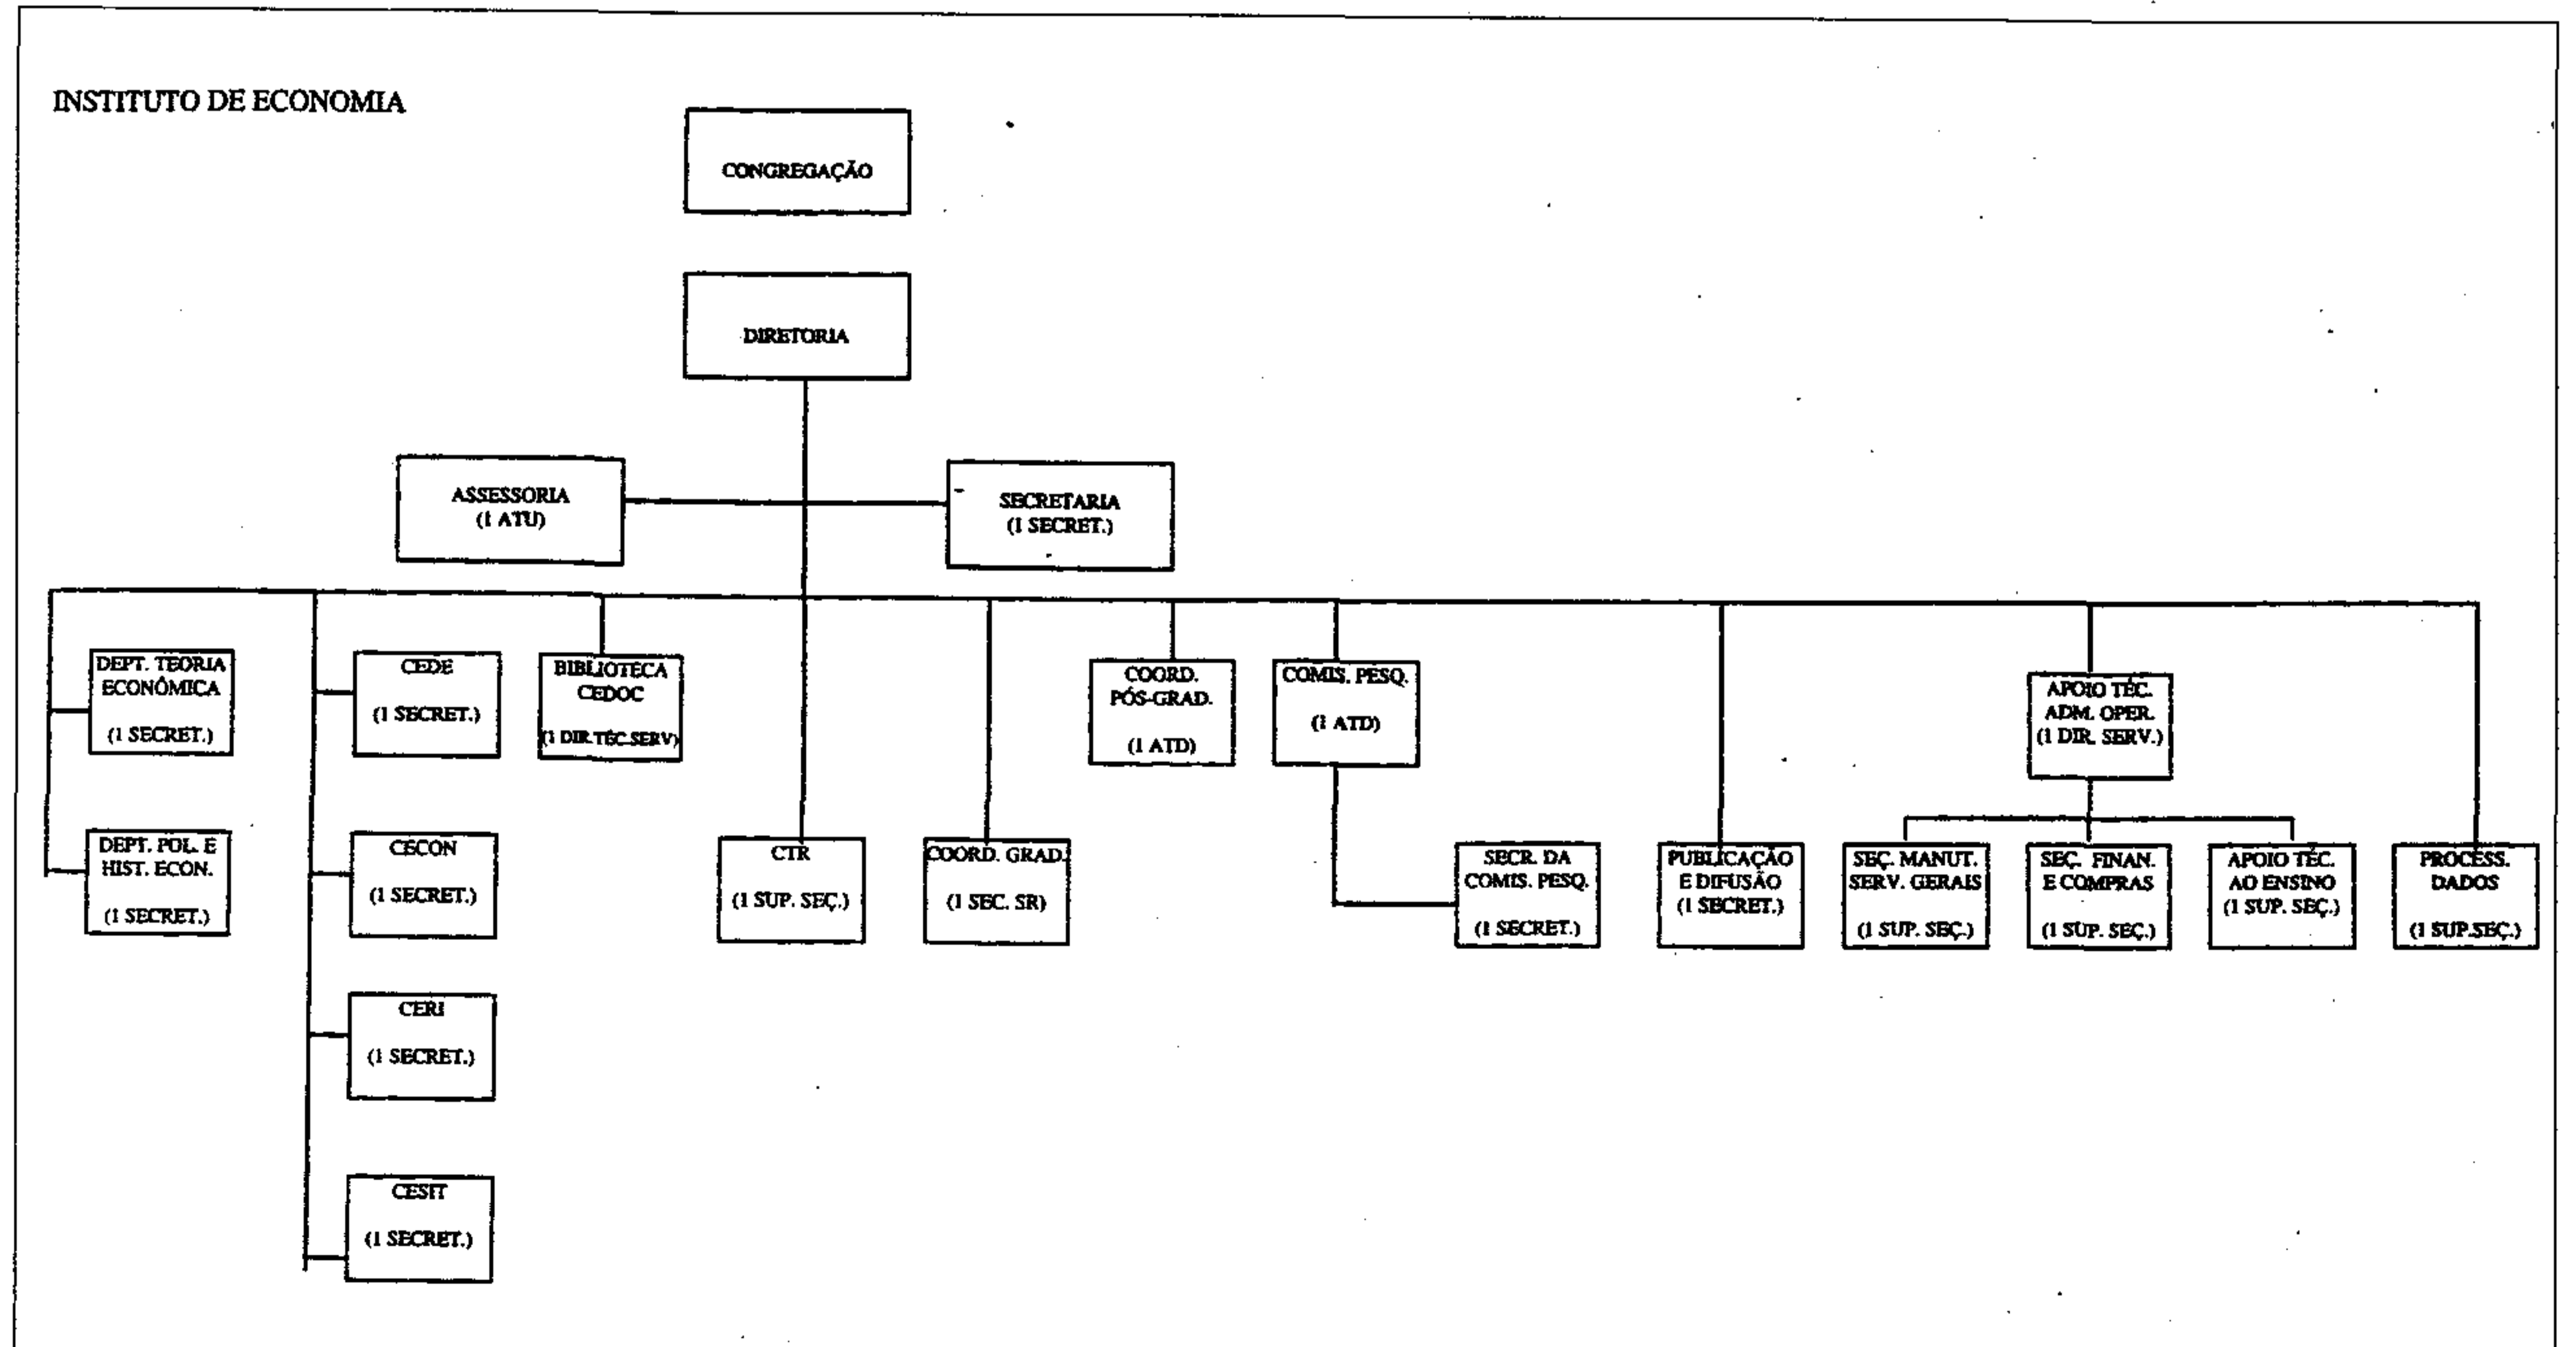 INSTITUTO DE ECONOMIA
CONGREGAÇÃO
DIRETORIA
ASSESSORIA
(1 ATU)
SECRETARIA
(1 SECRET.)
DEPT. TEORIA
ECONÔMICA
(1 SECRET.)
CEDE
(1 SECRET.)
BIBLIOTECA
CEDOC
(1 DIR.TÉC.SERV)
COORD.
PÓS-GRAD.
(1 ATD)
COMIS. PESQ.
(1 ATD)
APOIO TÉC.
ADM. OPER.
(1 DIR. SERV.)
DEPT. POL. E
HIST. ECON.
(1 SECRET.)
CECON
(1 SECRET.)
CTR
(1 SUP. SEÇ.)
COORD. GRAD.
(1 SEC. SR)
SECR. DA
COMIS. PESQ.
(1 SECRET.)
PUBLICAÇÃO
E DIFUSÃO
(1 SECRET.)
SEÇ. MANUT.
SERV. GERAIS
(1 SUP. SEÇ.)
SEÇ. FINAN.
E COMPRAS
(1 SUP. SEÇ.)
APOIO TÉC.
AO ENSINO
(1 SUP. SEÇ.)
PROCESS.
DADOS
(1 SUP.SEÇ.)
CERI
(1 SECRET.)
CESIT
(1 SECRET.)